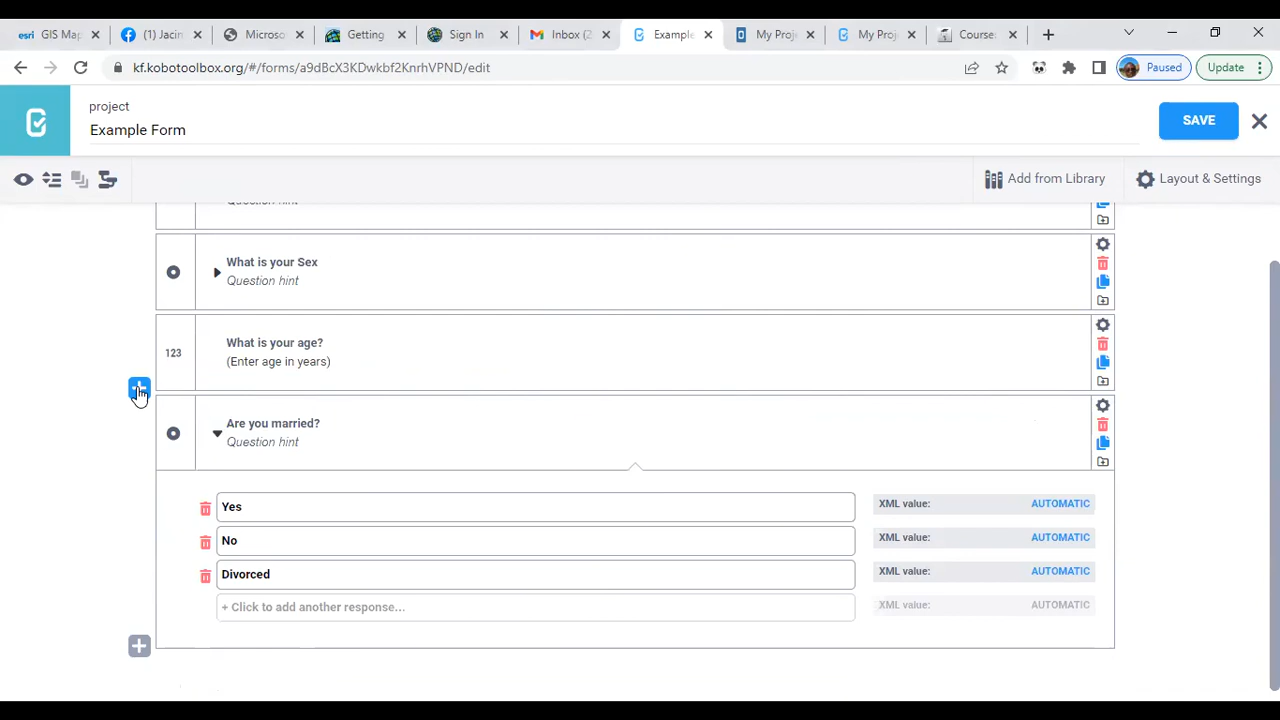 esri GIS Map
(1) Jacin
Microso
Getting
Sign In
Inbox (2
Example
My Proj
My Proj
Course
kf.kobotoolbox.org/#/forms/a9dBcX3KDwkbf2KnrhVPND/edit
Paused
Update
project
Example Form
SAVE
Add from Library
Layout & Settings
Question hint
What is your Sex
Question hint
123
What is your age?
(Enter age in years)
Are you married?
Question hint
Yes
XML value: AUTOMATIC
No
XML value: AUTOMATIC
Divorced
XML value: AUTOMATIC
+ Click to add another response...
XML value: AUTOMATIC